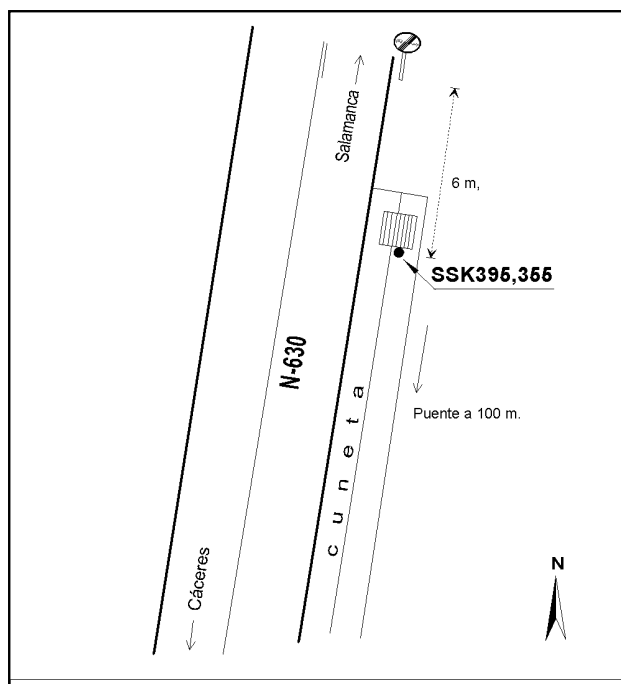 Salamanca
6 m,
SSK395,355
N-630
Puente a 100 m.
cuneta
Cáceres
N